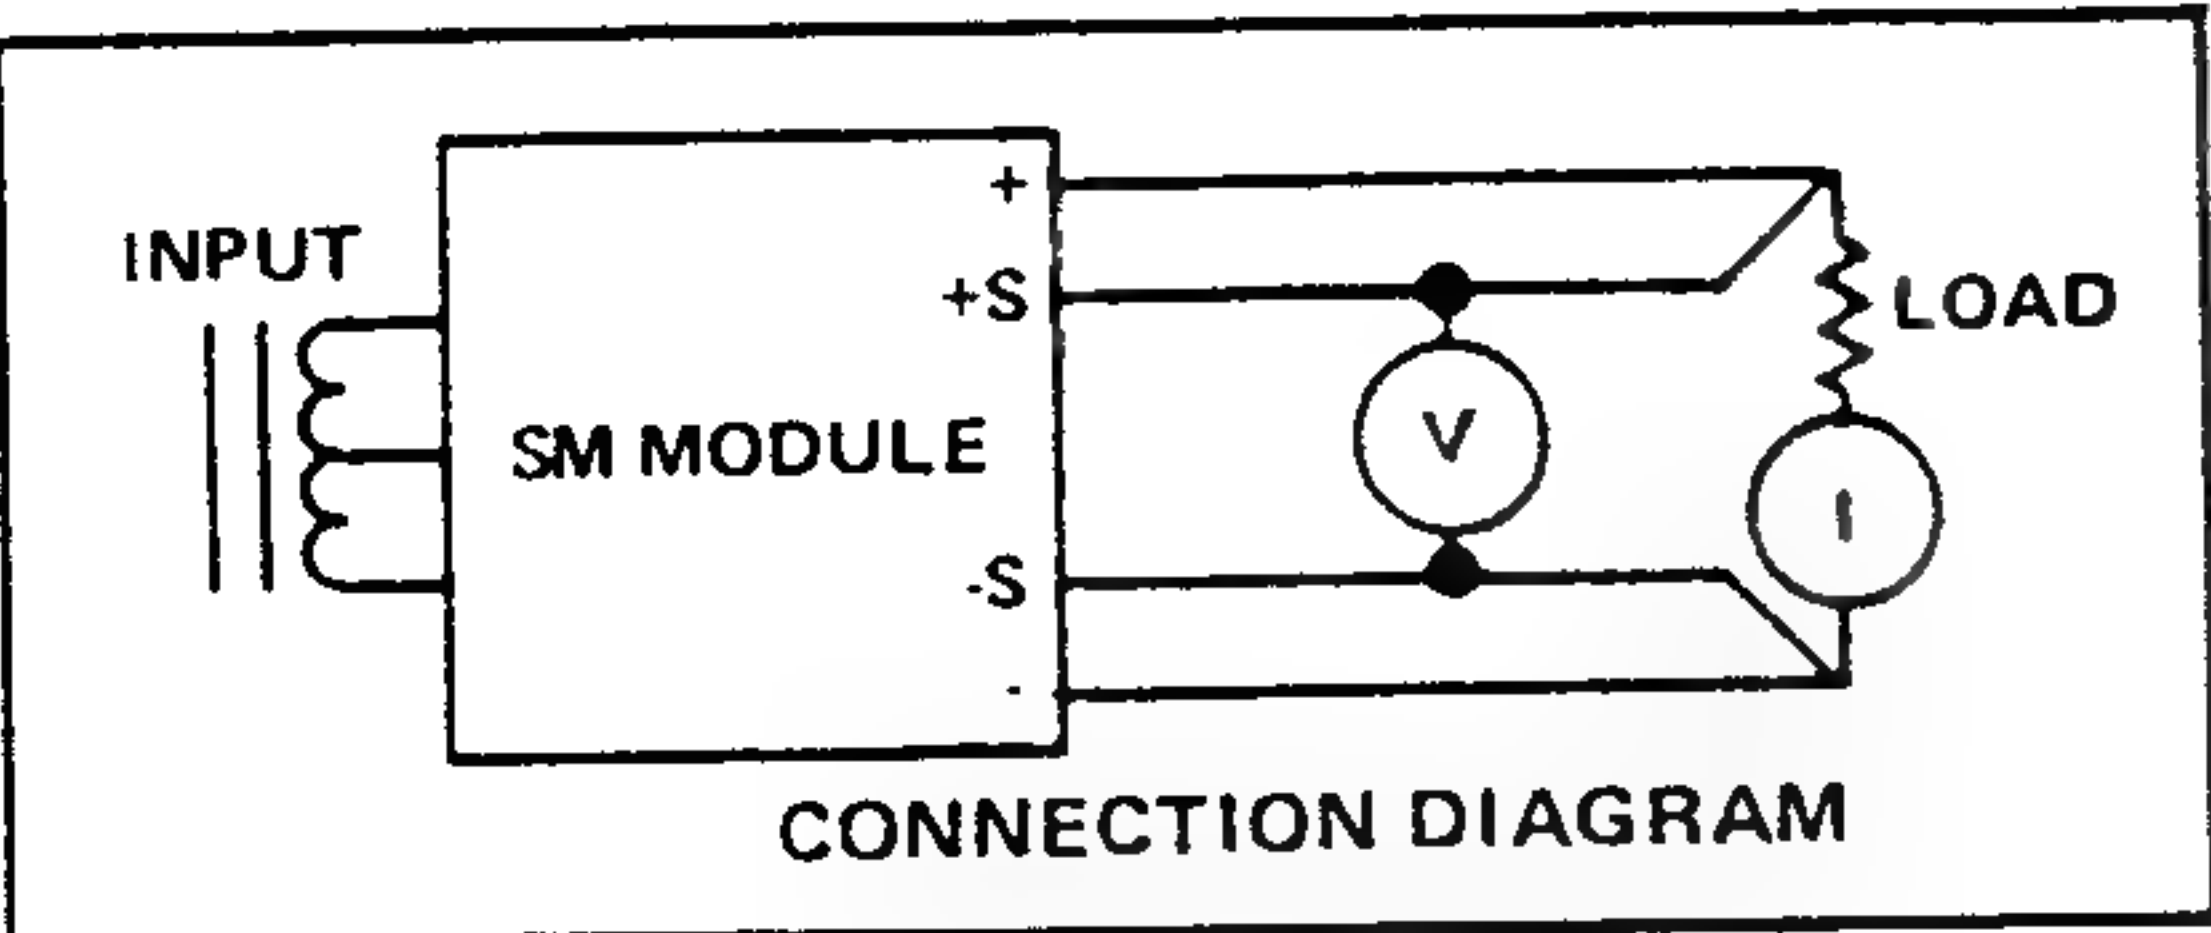 +
INPUT
+S
LOAD
V
SM MODULE
I
-S
-
CONNECTION DIAGRAM